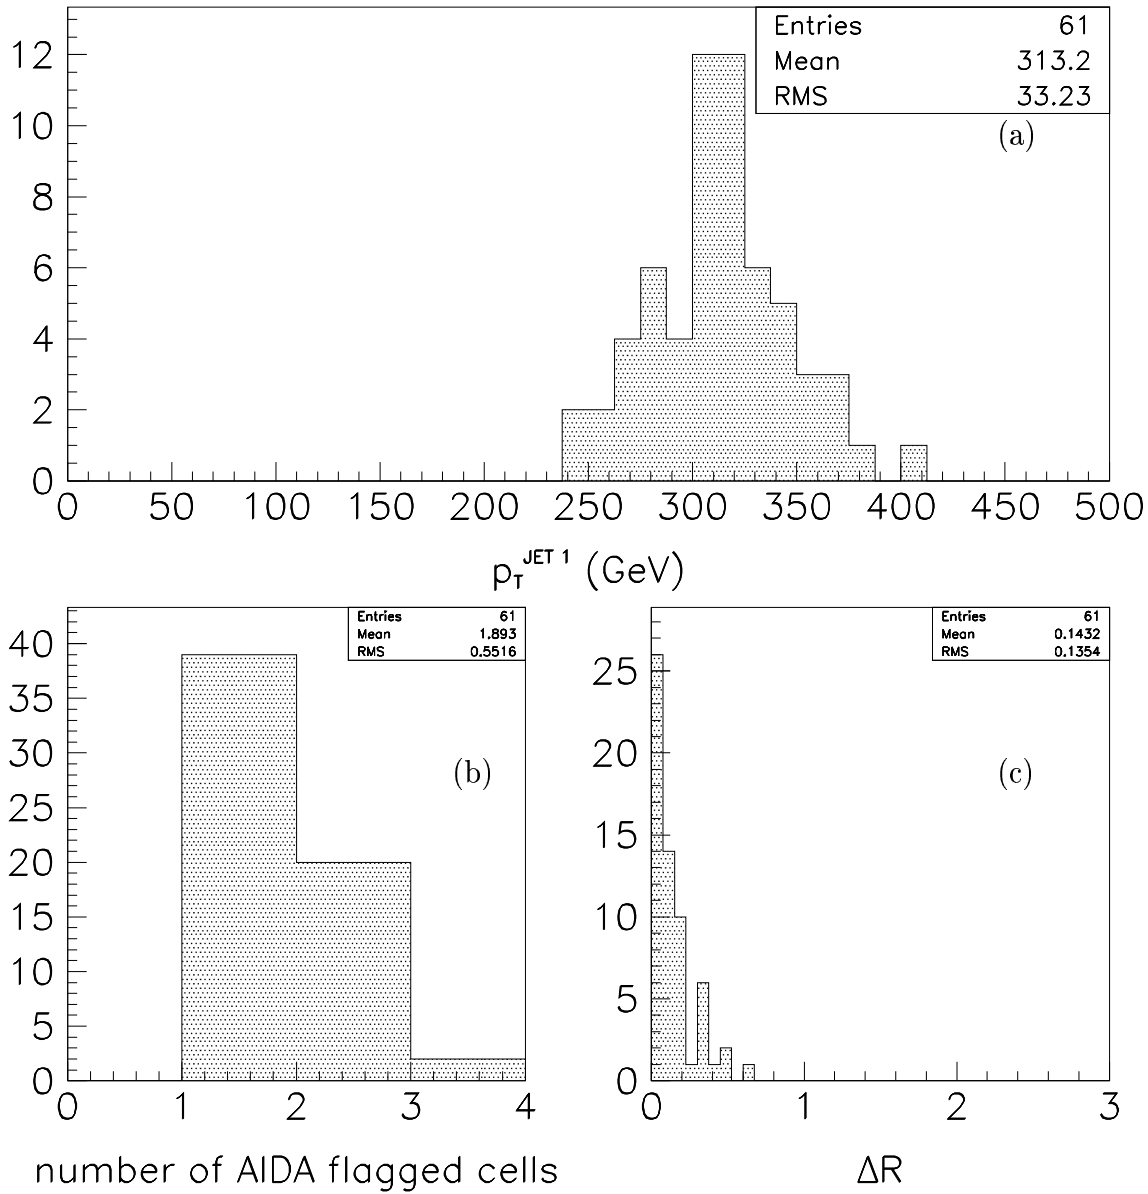 Entries 61
Mean 313.2
RMS 33.23
(a)
12
10
8
6
4
2
0
0 50 100 150 200 250 300 350 400 450 500
p_T^JET 1 (GeV)
Entries 61
Mean 1.893
RMS 0.5516
(b)
40
35
30
25
20
15
10
5
0
0 1 2 3 4
number of AIDA flagged cells
Entries 61
Mean 0.1432
RMS 0.1354
(c)
25
20
15
10
5
0
0 1 2 3
ΔR